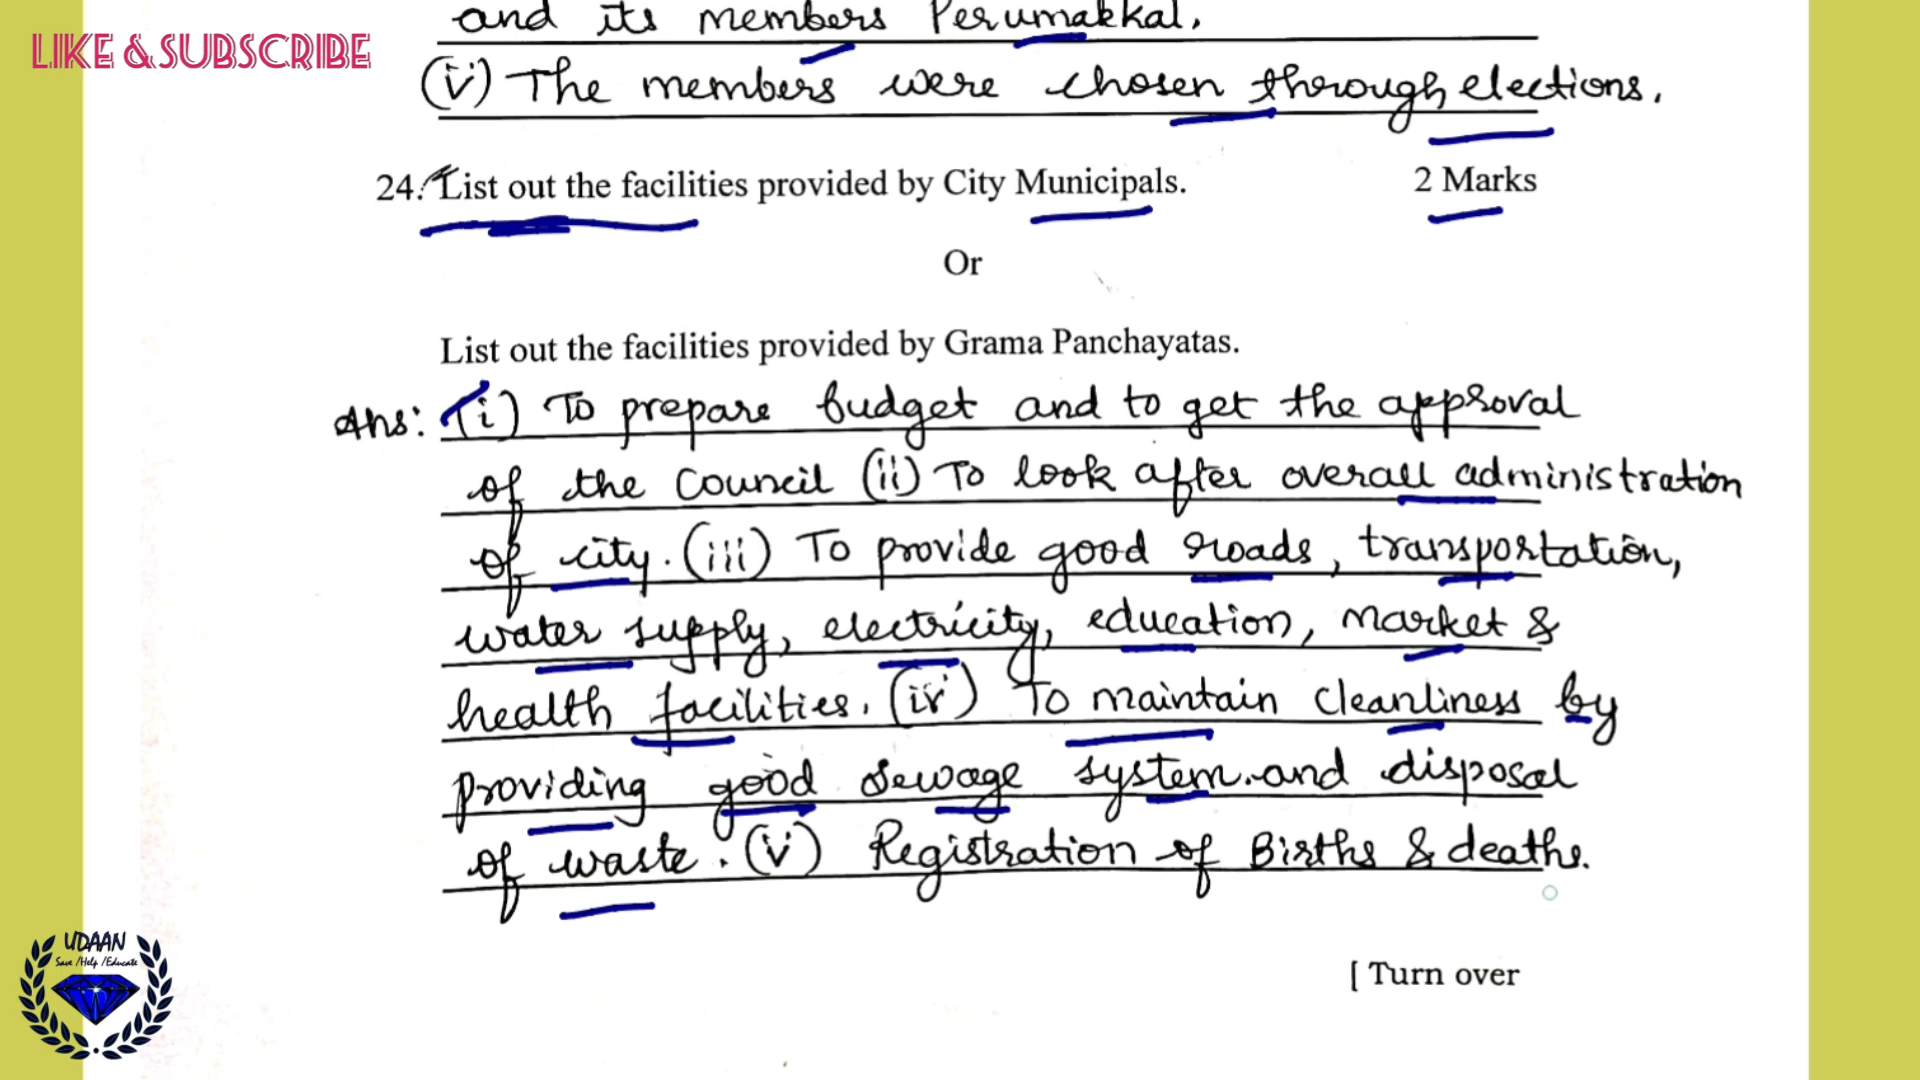 and its members Perumakkal.
LIKE & SUBSCRIBE
(v) The members were chosen through elections.
24. List out the facilities provided by City Municipals. 2 Marks
Or
List out the facilities provided by Grama Panchayatas.
Ans: (i) To prepare budget and to get the approval
of the Council (ii) To look after overall administration
of city. (iii) To provide good roads, transportation,
water supply, electricity, education, market &
health facilities. (iv) To maintain cleanliness by
providing good sewage system and disposal
of waste. (v) Registration of Births & deaths.
UDAAN
Save /Help /Educate
[ Turn over